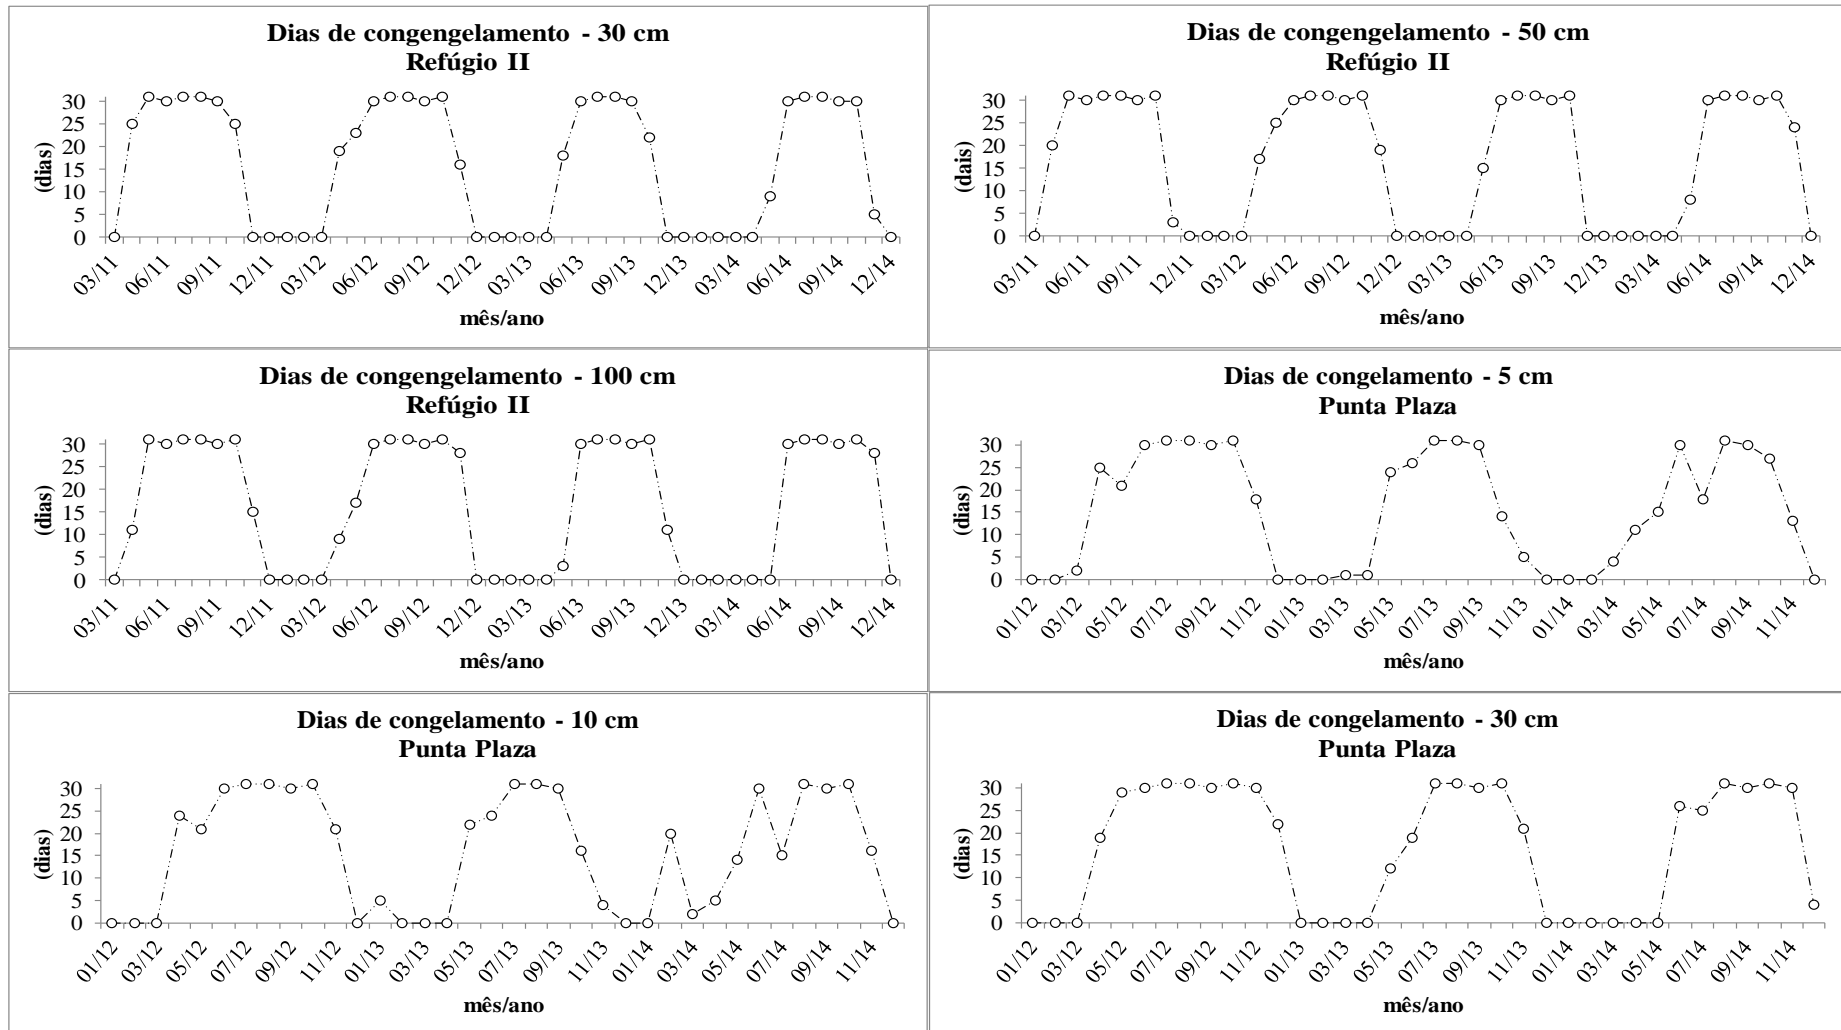 Dias de congengelamento - 30 cm
Refúgio II
(dias)
30
25
20
15
10
5
0
03/11 06/11 09/11 12/11 03/12 06/12 09/12 12/12 03/13 06/13 09/13 12/13 03/14 06/14 09/14 12/14
mês/ano
Dias de congengelamento - 50 cm
Refúgio II
(dais)
30
25
20
15
10
5
0
03/11 06/11 09/11 12/11 03/12 06/12 09/12 12/12 03/13 06/13 09/13 12/13 03/14 06/14 09/14 12/14
mês/ano
Dias de congengelamento - 100 cm
Refúgio II
(dias)
30
25
20
15
10
5
0
03/11 06/11 09/11 12/11 03/12 06/12 09/12 12/12 03/13 06/13 09/13 12/13 03/14 06/14 09/14 12/14
mês/ano
Dias de congelamento - 5 cm
Punta Plaza
(dias)
30
25
20
15
10
5
0
01/12 03/12 05/12 07/12 09/12 11/12 01/13 03/13 05/13 07/13 09/13 11/13 01/14 03/14 05/14 07/14 09/14 11/14
mês/ano
Dias de congelamento - 10 cm
Punta Plaza
(dias)
30
25
20
15
10
5
0
01/12 03/12 05/12 07/12 09/12 11/12 01/13 03/13 05/13 07/13 09/13 11/13 01/14 03/14 05/14 07/14 09/14 11/14
mês/ano
Dias de congelamento - 30 cm
Punta Plaza
(dias)
30
25
20
15
10
5
0
01/12 03/12 05/12 07/12 09/12 11/12 01/13 03/13 05/13 07/13 09/13 11/13 01/14 03/14 05/14 07/14 09/14 11/14
mês/ano